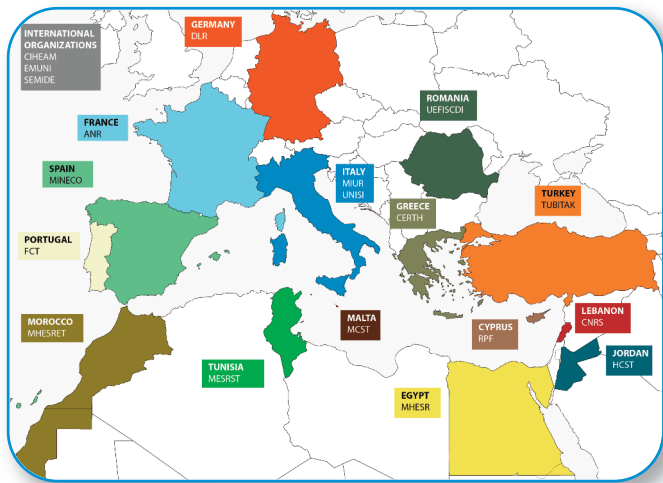 INTERNATIONAL
ORGANIZATIONS
CIHEAM
EMUNI
SEMIDE
GERMANY
DLR
FRANCE
ANR
ROMANIA
UEFISCDI
SPAIN
MINECO
ITALY
MIUR
UNISI
GREECE
CERTH
TURKEY
TUBITAK
PORTUGAL
FCT
MOROCCO
MHESRET
MALTA
MCST
CYPRUS
RPF
LEBANON
CNRS
TUNISIA
MESRST
JORDAN
HCST
EGYPT
MHESR